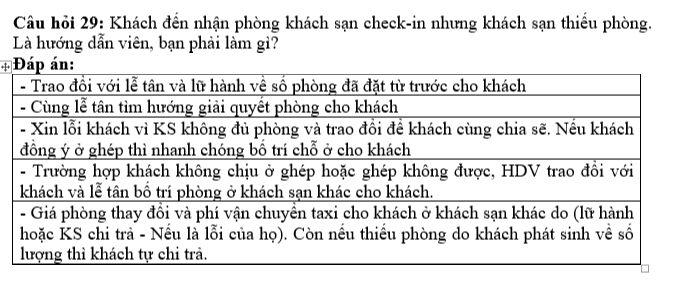 Câu hỏi 29: Khách đến nhận phòng khách sạn check-in nhưng khách sạn thiếu phòng.
Là hướng dẫn viên, bạn phải làm gì?
Đáp án:
- Trao đổi với lễ tân và lữ hành về số phòng đã đặt từ trước cho khách
- Cùng lễ tân tìm hướng giải quyết phòng cho khách
- Xin lỗi khách vì KS không đủ phòng và trao đổi để khách cùng chia sẽ. Nếu khách
đồng ý ở ghép thì nhanh chóng bố trí chỗ ở cho khách
- Trường hợp khách không chịu ở ghép hoặc ghép không được, HDV trao đổi với
khách và lễ tân bố trí phòng ở khách sạn khác cho khách.
- Giá phòng thay đổi và phí vận chuyển taxi cho khách ở khách sạn khác do (lữ hành
hoặc KS chi trả - Nếu là lỗi của họ). Còn nếu thiếu phòng do khách phát sinh về số
lượng thì khách tự chi trả.